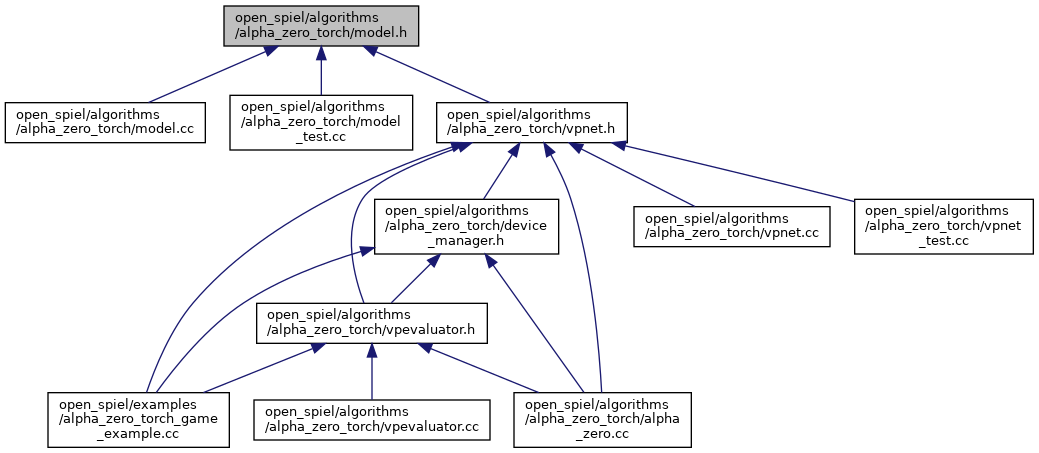 open_spiel/algorithms
/alpha_zero_torch/model.h
open_spiel/algorithms
/alpha_zero_torch/model.cc
open_spiel/algorithms
/alpha_zero_torch/model
_test.cc
open_spiel/algorithms
/alpha_zero_torch/vpnet.h
open_spiel/algorithms
/alpha_zero_torch/device
_manager.h
open_spiel/algorithms
/alpha_zero_torch/vpnet.cc
open_spiel/algorithms
/alpha_zero_torch/vpnet
_test.cc
open_spiel/algorithms
/alpha_zero_torch/vpevaluator.h
open_spiel/examples
/alpha_zero_torch_game
_example.cc
open_spiel/algorithms
/alpha_zero_torch/vpevaluator.cc
open_spiel/algorithms
/alpha_zero_torch/alpha
_zero.cc